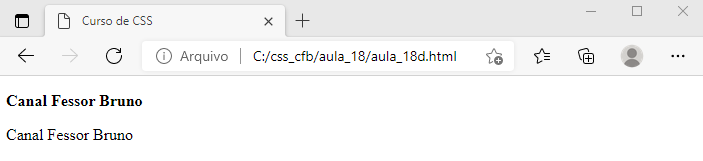 Curso de CSS
Arquivo C:/css_cfb/aula_18/aula_18d.html
Canal Fessor Bruno
Canal Fessor Bruno